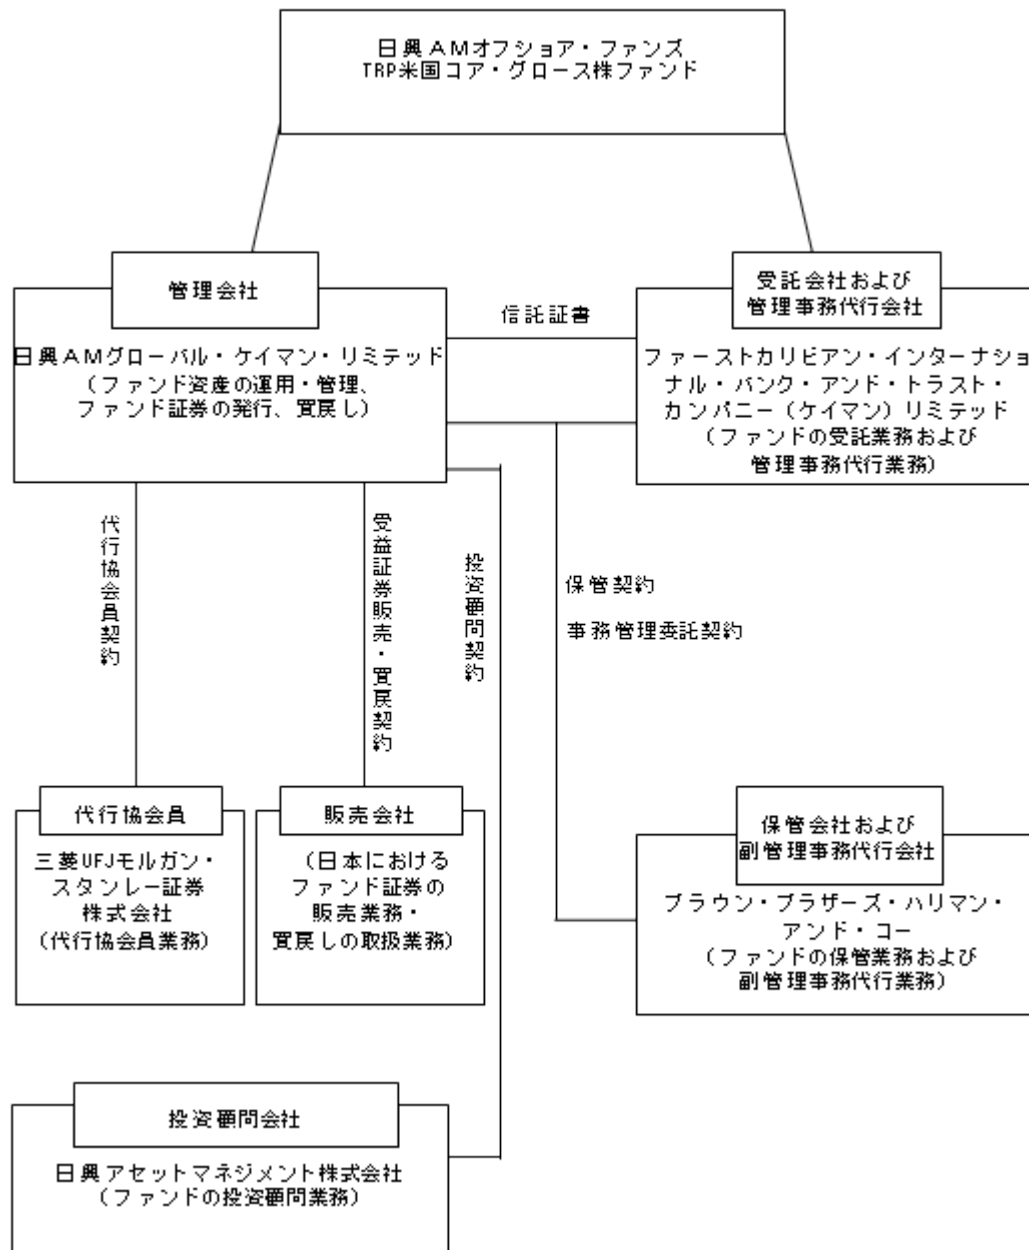 日興AMオフショア・ファンズ
TRP米国コア・グロース株ファンド
管理会社
日興AMグローバル・ケイマン・リミテッド
(ファンド資産の運用・管理、
ファンド証券の発行、買戻し)
信託証書
受託会社および
管理事務代行会社
ファーストカリビアン・インターナショ
ナル・バンク・アンド・トラスト・
カンパニー(ケイマン)リミテッド
(ファンドの受託業務および
管理事務代行業務)
代行協会員契約
受益証券販売・買戻契約
投資顧問契約
保管契約
事務管理委託契約
代行協会員
三菱UFJモルガン・
スタンレー証券
株式会社
(代行協会員業務)
販売会社
(日本における
ファンド証券の
販売業務・
買戻しの取扱業務)
保管会社および
副管理事務代行会社
ブラウン・ブラザーズ・ハリマン・
アンド・コー
(ファンドの保管業務および
副管理事務代行業務)
投資顧問会社
日興アセットマネジメント株式会社
(ファンドの投資顧問業務)